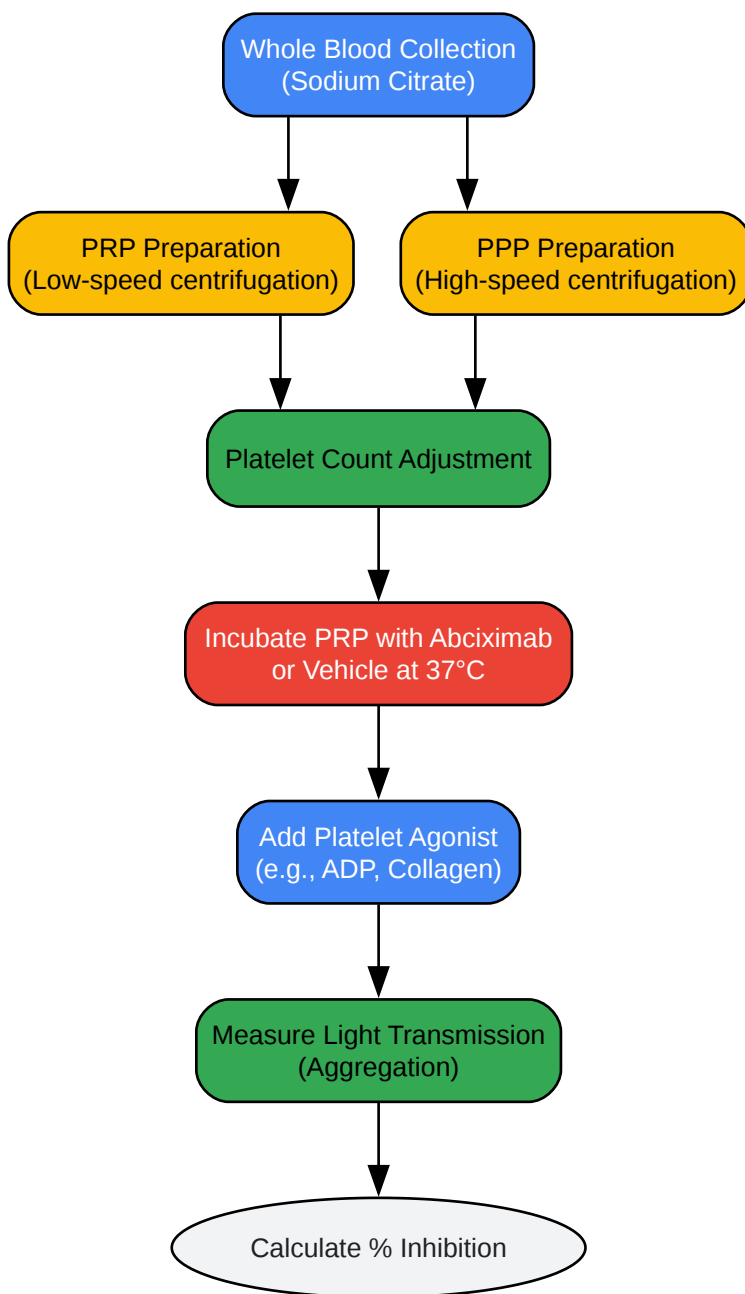 Whole Blood Collection
(Sodium Citrate)
PRP Preparation
(Low-speed centrifugation)
PPP Preparation
(High-speed centrifugation)
Platelet Count Adjustment
Incubate PRP with Abciximab
or Vehicle at 37°C
Add Platelet Agonist
(e.g., ADP, Collagen)
Measure Light Transmission
(Aggregation)
Calculate % Inhibition